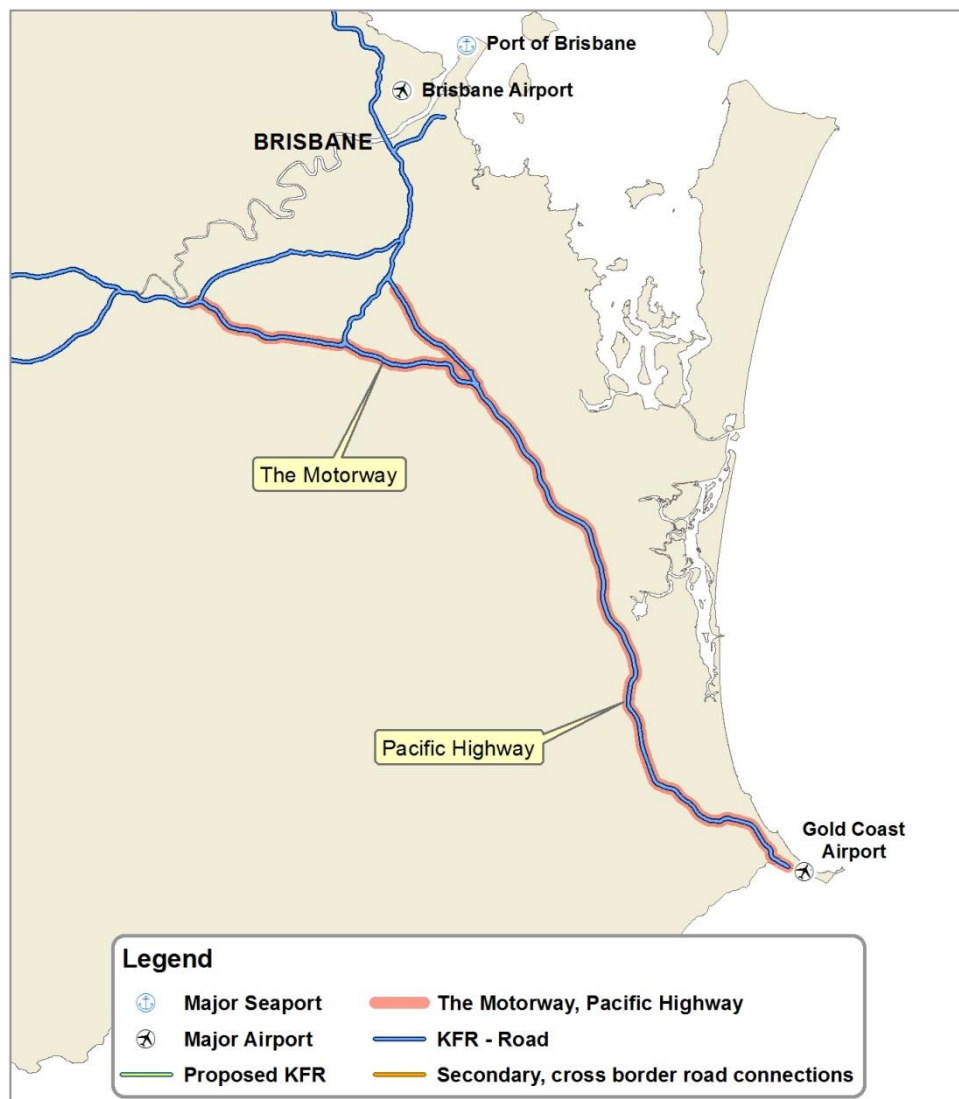 Port of Brisbane
Brisbane Airport
BRISBANE
The Motorway
Pacific Highway
Gold Coast
Airport
Legend
Major Seaport
The Motorway, Pacific Highway
Major Airport
KFR - Road
Proposed KFR
Secondary, cross border road connections